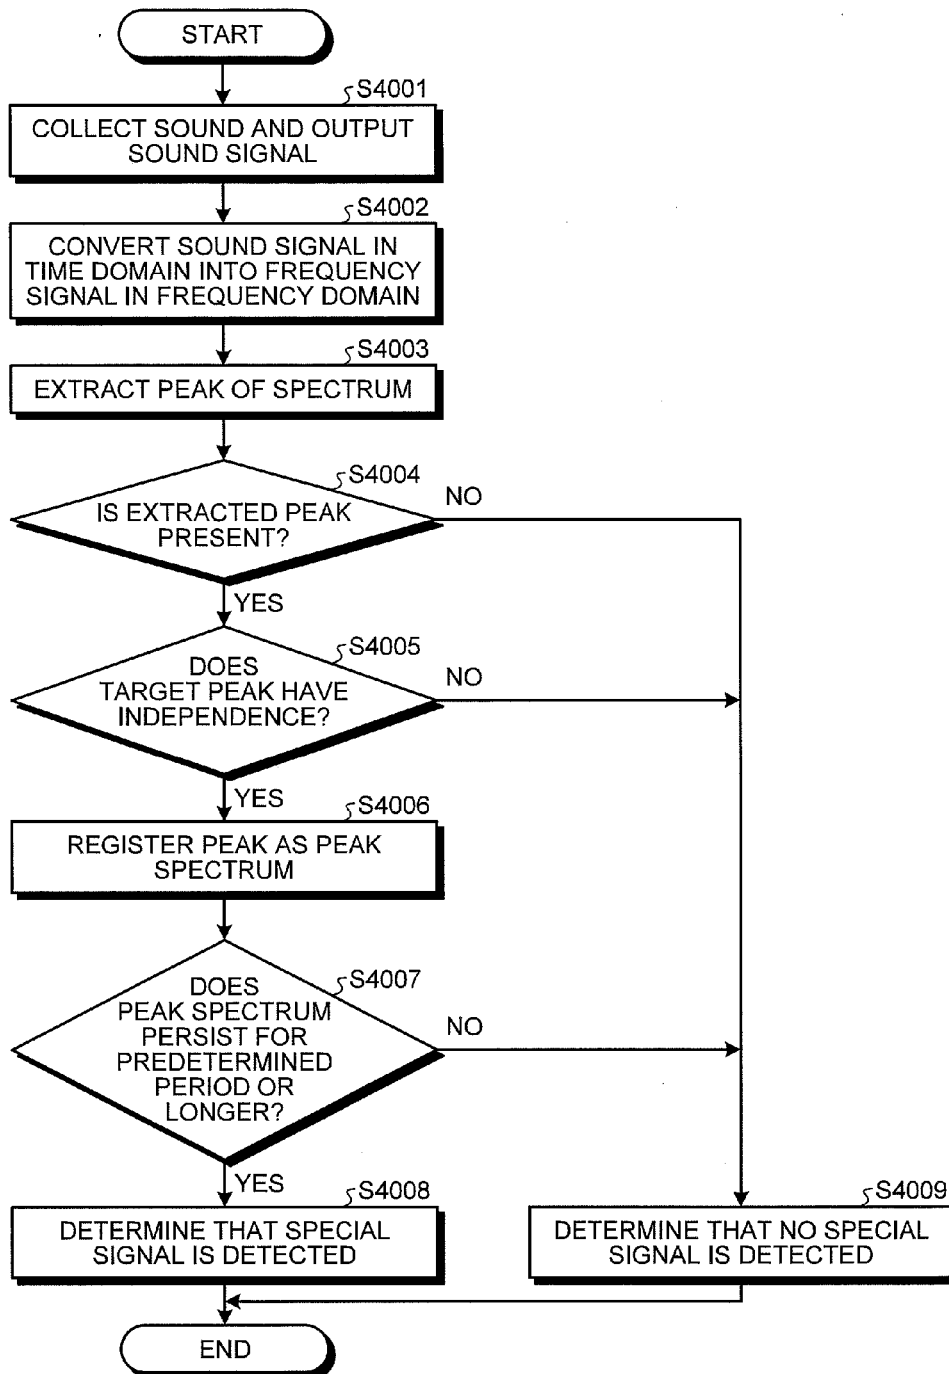 START
S4001
COLLECT SOUND AND OUTPUT
SOUND SIGNAL
S4002
CONVERT SOUND SIGNAL IN
TIME DOMAIN INTO FREQUENCY
SIGNAL IN FREQUENCY DOMAIN
S4003
EXTRACT PEAK OF SPECTRUM
S4004
NO
IS EXTRACTED PEAK
PRESENT?
YES
S4005
DOES
TARGET PEAK HAVE
INDEPENDENCE?
NO
YES
S4006
REGISTER PEAK AS PEAK
SPECTRUM
S4007
DOES
PEAK SPECTRUM
PERSIST FOR
PREDETERMINED
PERIOD OR
LONGER?
NO
YES
S4008
DETERMINE THAT SPECIAL
SIGNAL IS DETECTED
S4009
DETERMINE THAT NO SPECIAL
SIGNAL IS DETECTED
END